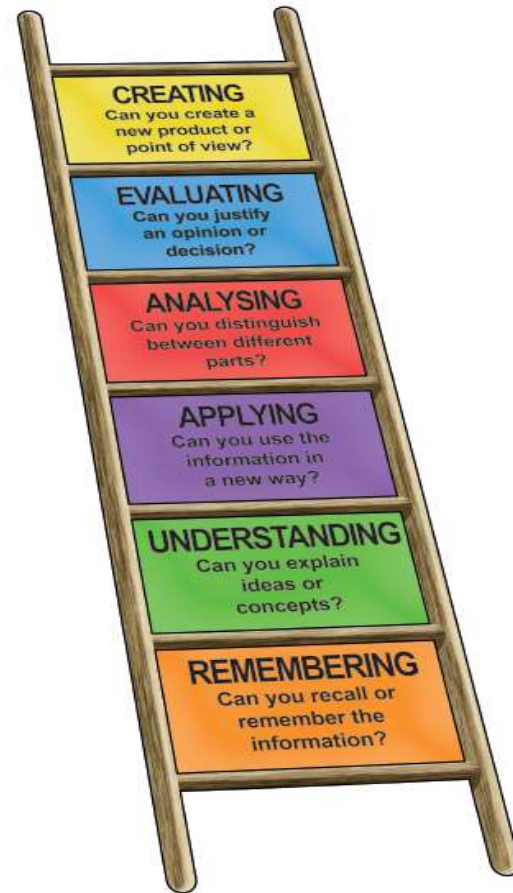 CREATING
Can you create a
new product or
point of view?
EVALUATING
Can you justify
an opinion or
decision?
ANALYSING
Can you distinguish
between different
parts?
APPLYING
Can you use the
information in
a new way?
UNDERSTANDING
Can you explain
ideas or
concepts?
REMEMBERING
Can you recall or
remember the
information?